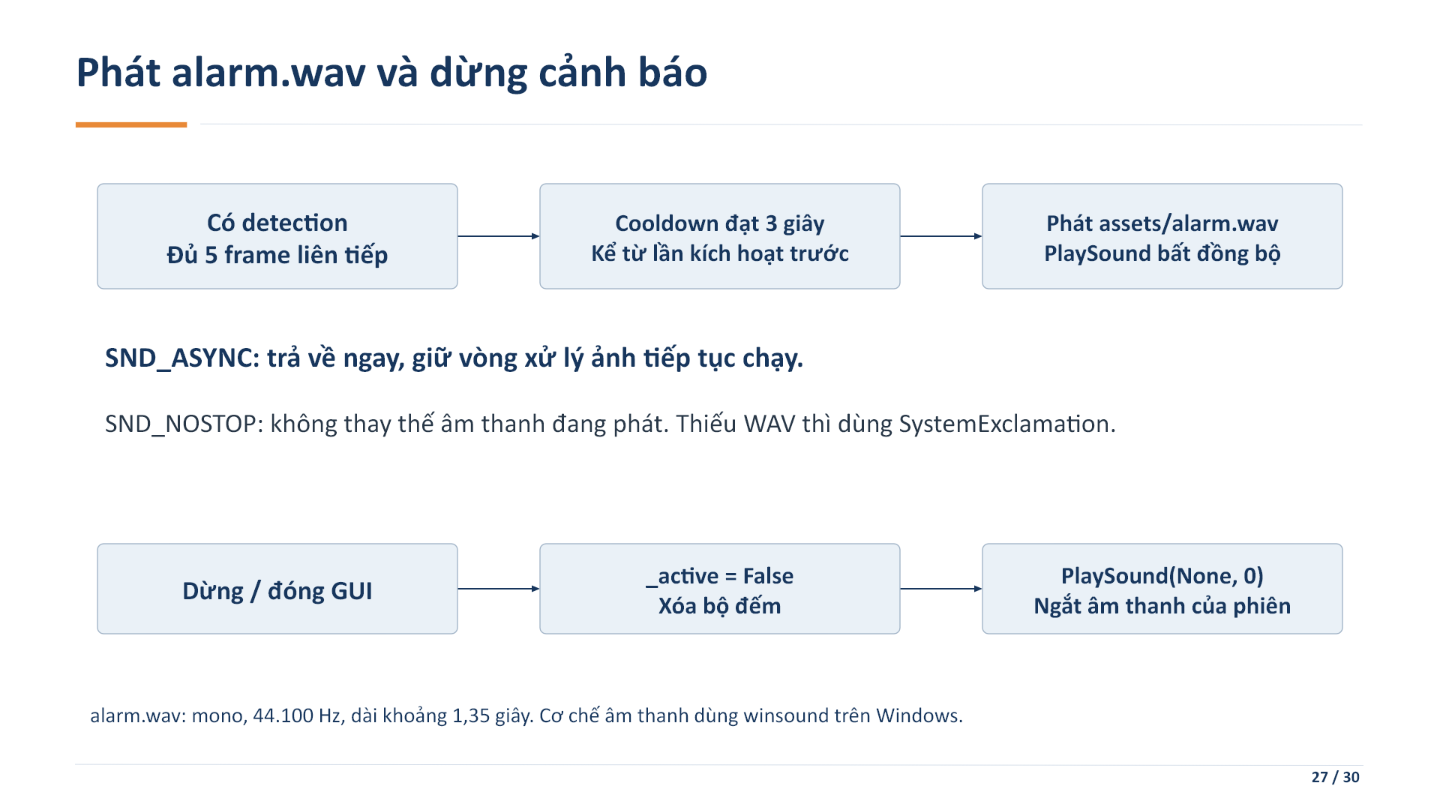 Phát alarm.wav và dừng cảnh báo
Có detection
Đủ 5 frame liên tiếp
Cooldown đạt 3 giây
Kể từ lần kích hoạt trước
Phát assets/alarm.wav
PlaySound bất đồng bộ
SND_ASYNC: trả về ngay, giữ vòng xử lý ảnh tiếp tục chạy.
SND_NOSTOP: không thay thế âm thanh đang phát. Thiếu WAV thì dùng SystemExclamation.
Dừng / đóng GUI
_active = False
Xóa bộ đếm
PlaySound(None, 0)
Ngắt âm thanh của phiên
alarm.wav: mono, 44.100 Hz, dài khoảng 1,35 giây. Cơ chế âm thanh dùng winsound trên Windows.
27 / 30